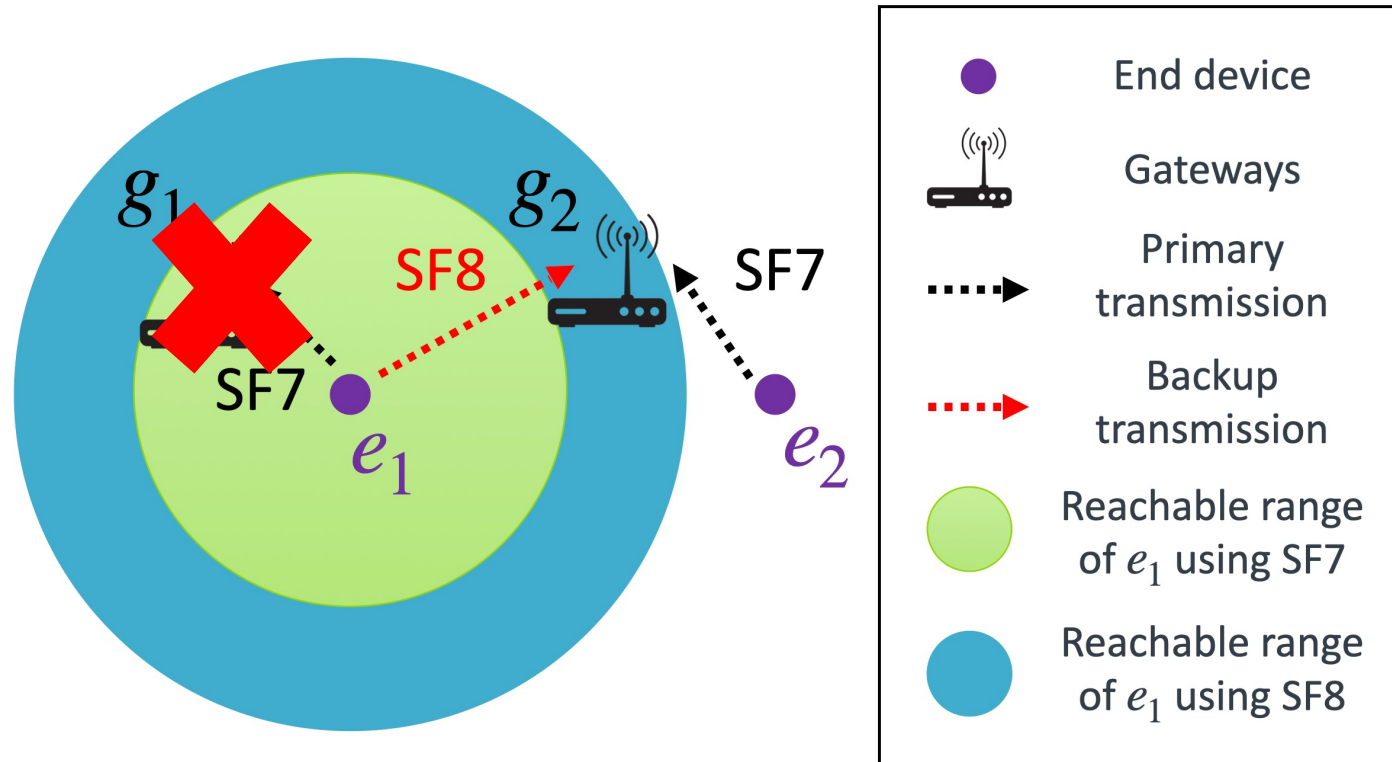 g₁
g₂
SF8
SF7
SF7
e₁
e₂
End device
Gateways
Primary
transmission
Backup
transmission
Reachable range
of e₁ using SF7
Reachable range
of e₁ using SF8